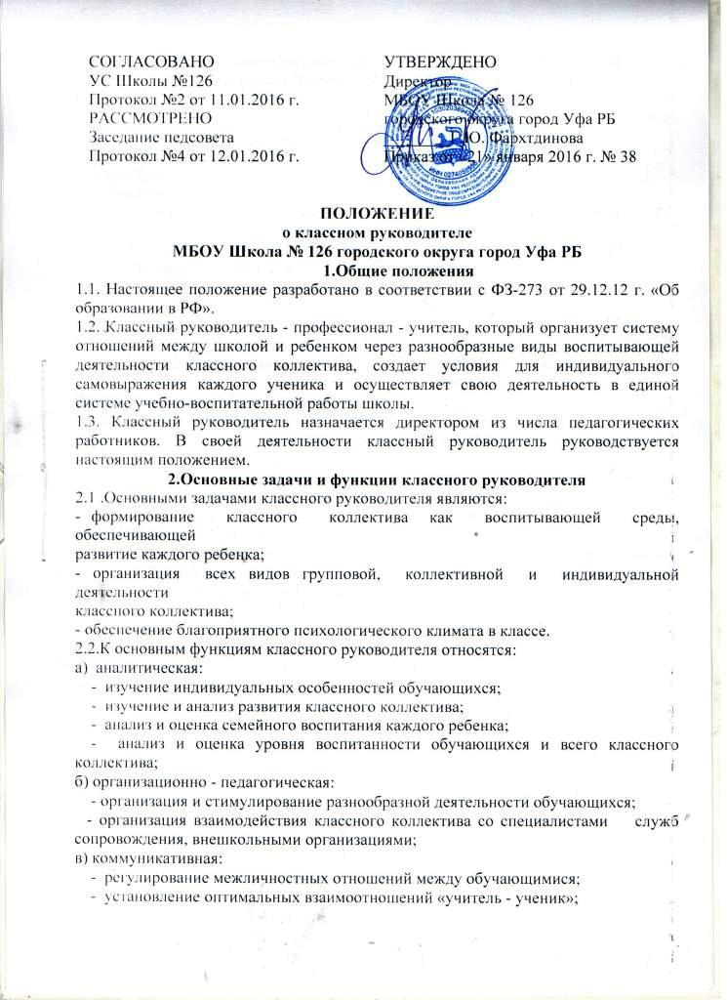 СОГЛАСОВАНО
УС Школы №126
Протокол №2 от 11.01.2016 г.
РАССМОТРЕНО
Заседание педсовета
Протокол №4 от 12.01.2016 г.
УТВЕРЖДЕНО
Директор
МБОУ Школа № 126
городского округа город Уфа РБ
Ю. Фархтдинова
Приказ от «21» января 2016 г. № 38
ПОЛОЖЕНИЕ
о классном руководителе
МБОУ Школа № 126 городского округа город Уфа РБ
1.Общие положения
1.1. Настоящее положение разработано в соответствии с ФЗ-273 от 29.12.12 г. «Об
образовании в РФ».
1.2. Классный руководитель - профессионал - учитель, который организует систему
отношений между школой и ребенком через разнообразные виды воспитывающей
деятельности классного коллектива, создает условия для индивидуального
самовыражения каждого ученика и осуществляет свою деятельность в единой
системе учебно-воспитательной работы школы.
1.3. Классный руководитель назначается директором из числа педагогических
работников. В своей деятельности классный руководитель руководствуется
настоящим положением.
2.Основные задачи и функции классного руководителя
2.1 .Основными задачами классного руководителя являются:
- формирование классного коллектива как воспитывающей среды,
обеспечивающей
развитие каждого ребенка;
- организация всех видов групповой, коллективной и индивидуальной
деятельности
классного коллектива;
- обеспечение благоприятного психологического климата в классе.
2.2.К основным функциям классного руководителя относятся:
а) аналитическая:
- изучение индивидуальных особенностей обучающихся;
- изучение и анализ развития классного коллектива;
- анализ и оценка семейного воспитания каждого ребенка;
- анализ и оценка уровня воспитанности обучающихся и всего классного
коллектива;
б) организационно - педагогическая:
- организация и стимулирование разнообразной деятельности обучающихся;
- организация взаимодействия классного коллектива со специалистами служб
сопровождения, внешкольными организациями;
в) коммуникативная:
- регулирование межличностных отношений между обучающимися;
- установление оптимальных взаимоотношений «учитель - ученик»;